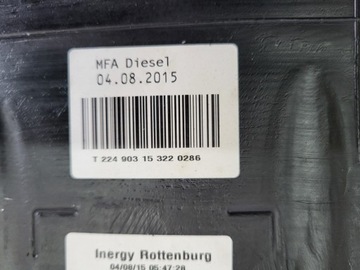 MFA Diesel
04.08.2015
T 224 903 15 322 0286
Inergy Rottenburg
04/08/15 05:47:28